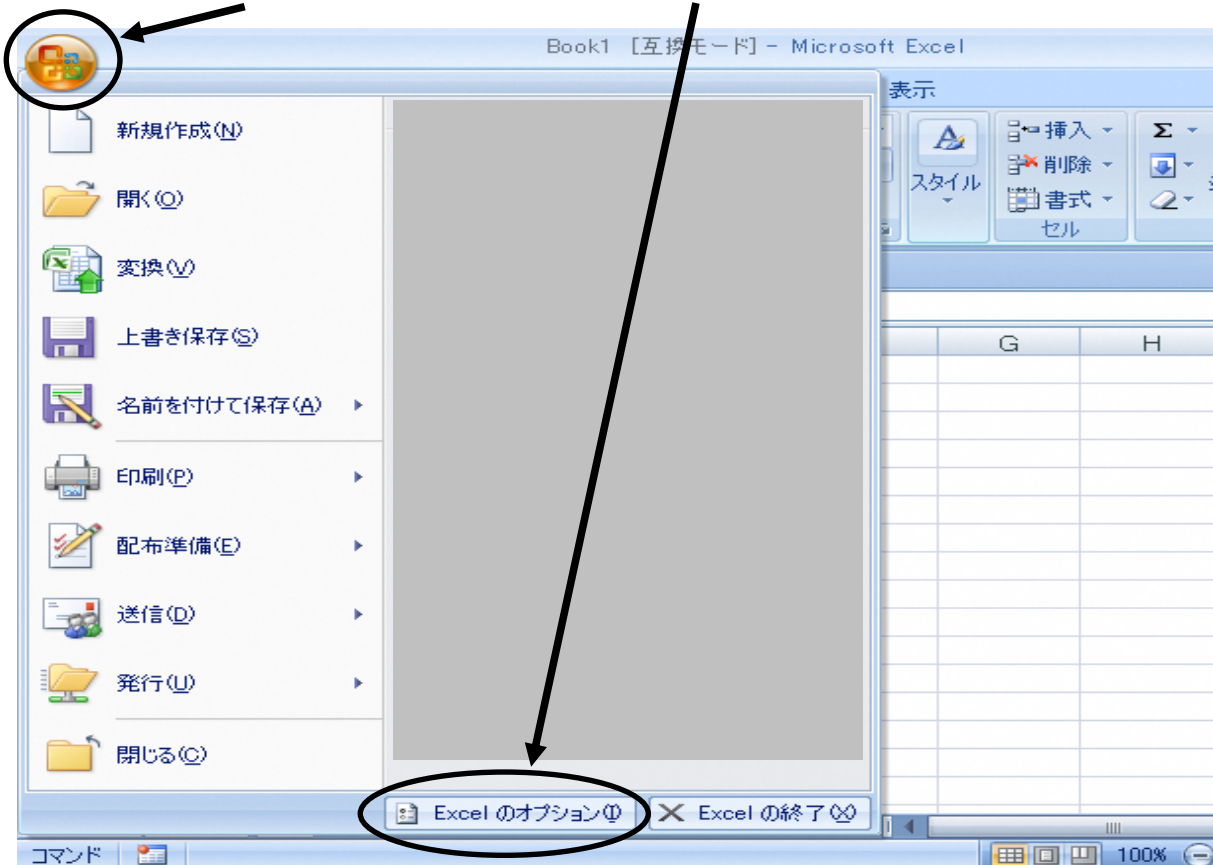 Book1 [互換モード] - Microsoft Excel
表示
新規作成(N)
開く(O)
変換(V)
上書き保存(S)
名前を付けて保存(A)
印刷(P)
配布準備(E)
送信(D)
発行(U)
閉じる(C)
Excel のオプション(I)
Excel の終了(X)
スタイル
挿入
削除
書式
セル
Σ
G H
コマンド
100%